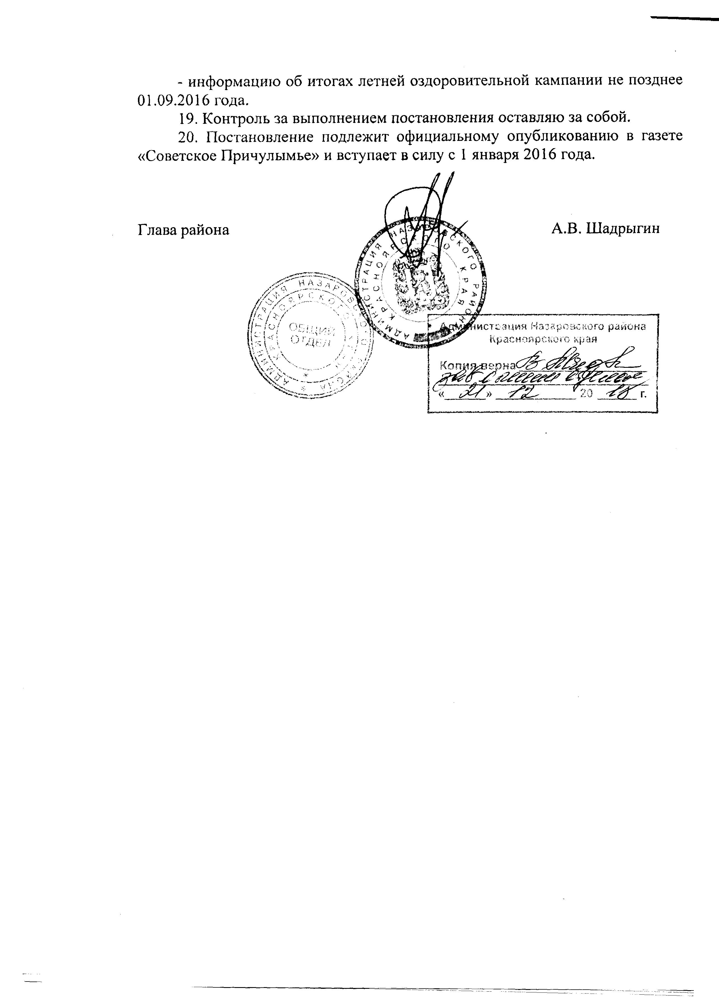 - информацию об итогах летней оздоровительной кампании не позднее
01.09.2016 года.
19. Контроль за выполнением постановления оставляю за собой.
20. Постановление подлежит официальному опубликованию в газете
«Советское Причулымье» и вступает в силу с 1 января 2016 года.
Глава района
А.В. Шадрыгин
АДМИНИСТРАЦИЯ НАЗАРОВСКОГО РАЙОНА
КРАСНОЯРСКОГО КРАЯ
АДМИНИСТРАЦИЯ НАЗАРОВСКОГО РАЙОНА
КРАСНОЯРСКОГО КРАЯ
ОБЩИЙ
ОТДЕЛ
Администрация Назаровского района
Красноярского края
Копия верна
«21» 12 20 г.